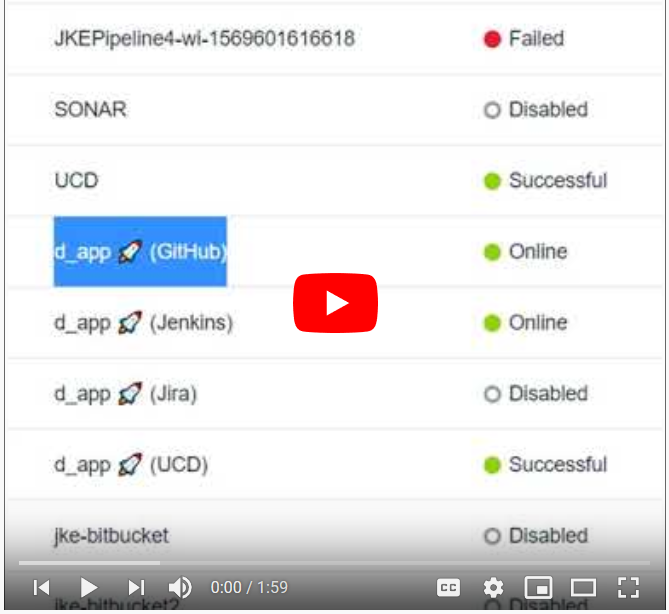 JKEPipeline4-wi-1569601616618 Failed
SONAR Disabled
UCD Successful
d_app 🚀 (GitHub) Online
d_app 🚀 (Jenkins) Online
d_app 🚀 (Jira) Disabled
d_app 🚀 (UCD) Successful
jke-bitbucket Disabled
0:00 / 1:59 CC
jke-bitbucket2 Disabled